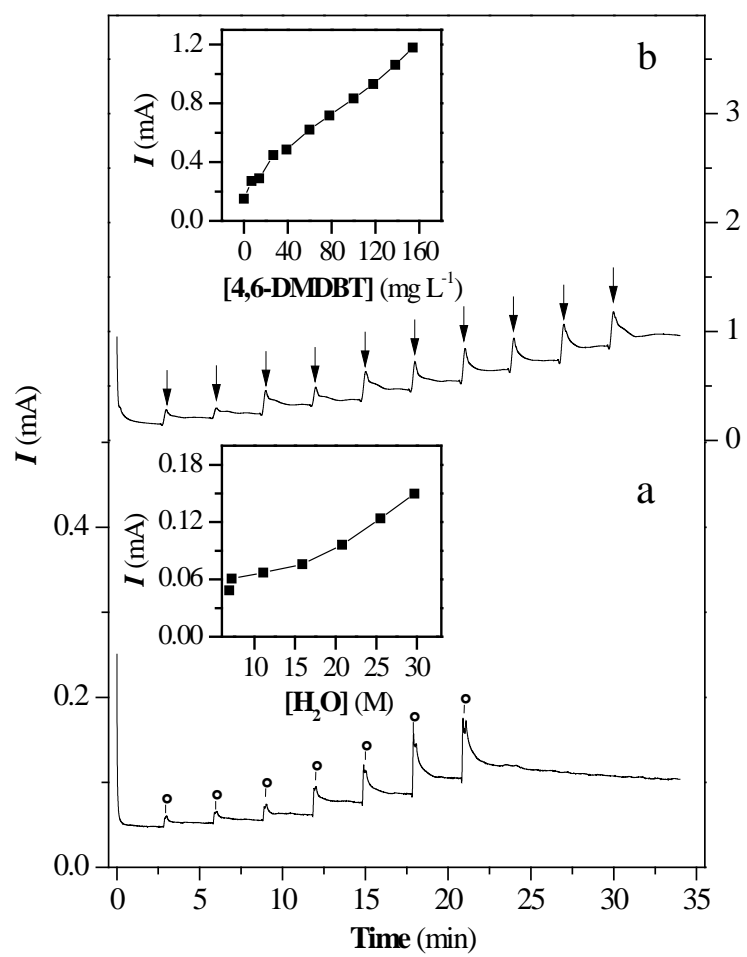 b
1.2
0.8
0.4
0.0
I (mA)
0 40 80 120 160
[4,6-DMDBT] (mg L⁻¹)
3
2
1
0
I (mA)
a
0.18
0.12
0.06
0.00
I (mA)
10 15 20 25 30
[H₂O] (M)
0.4
0.2
0.0
0 5 10 15 20 25 30 35
Time (min)